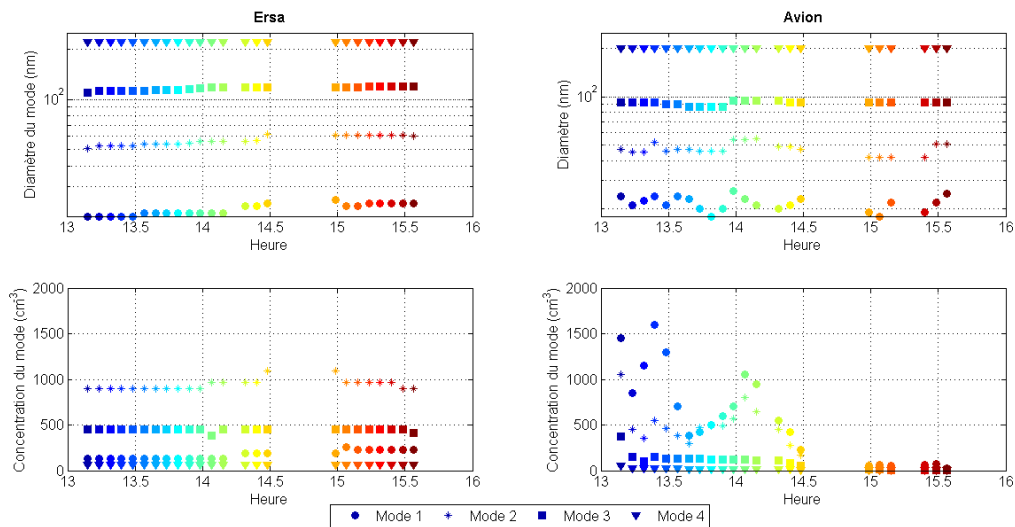 Ersa
Avion
Diamètre du mode (nm)
10²
13 13.5 14 14.5 15 15.5 16
Heure
Diamètre (nm)
10²
13 13.5 14 14.5 15 15.5 16
Heure
Concentration du mode (cm⁻³)
2000
1500
1000
500
0
13 13.5 14 14.5 15 15.5 16
Heure
Concentration du mode (cm⁻³)
2000
1500
1000
500
0
13 13.5 14 14.5 15 15.5 16
Heure
Mode 1 Mode 2 Mode 3 Mode 4